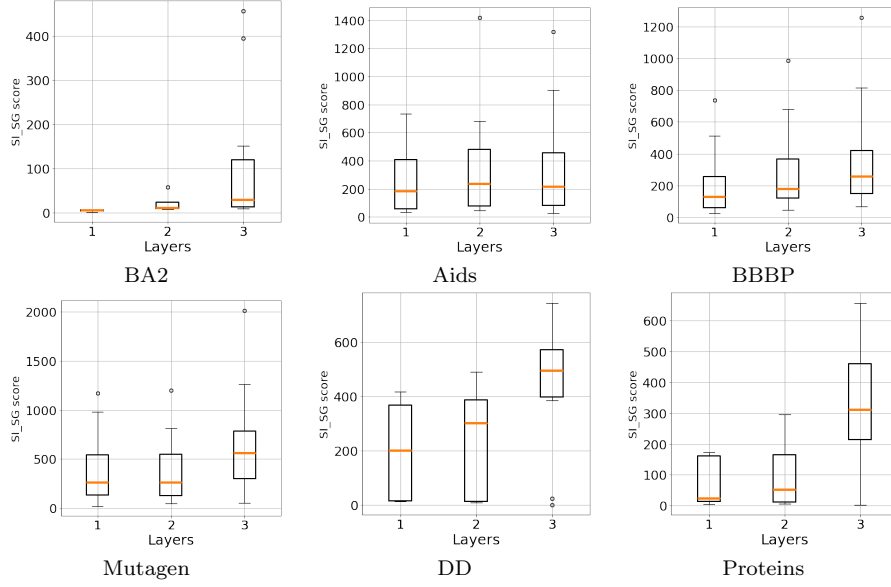 SI_SG score
400
300
200
100
0
1 2 3
Layers
BA2
SI_SG score
1400
1200
1000
800
600
400
200
0
1 2 3
Layers
Aids
SI_SG score
1200
1000
800
600
400
200
0
1 2 3
Layers
BBBP
SI_SG score
2000
1500
1000
500
0
1 2 3
Layers
Mutagen
SI_SG score
600
400
200
0
1 2 3
Layers
DD
SI_SG score
600
500
400
300
200
100
0
1 2 3
Layers
Proteins